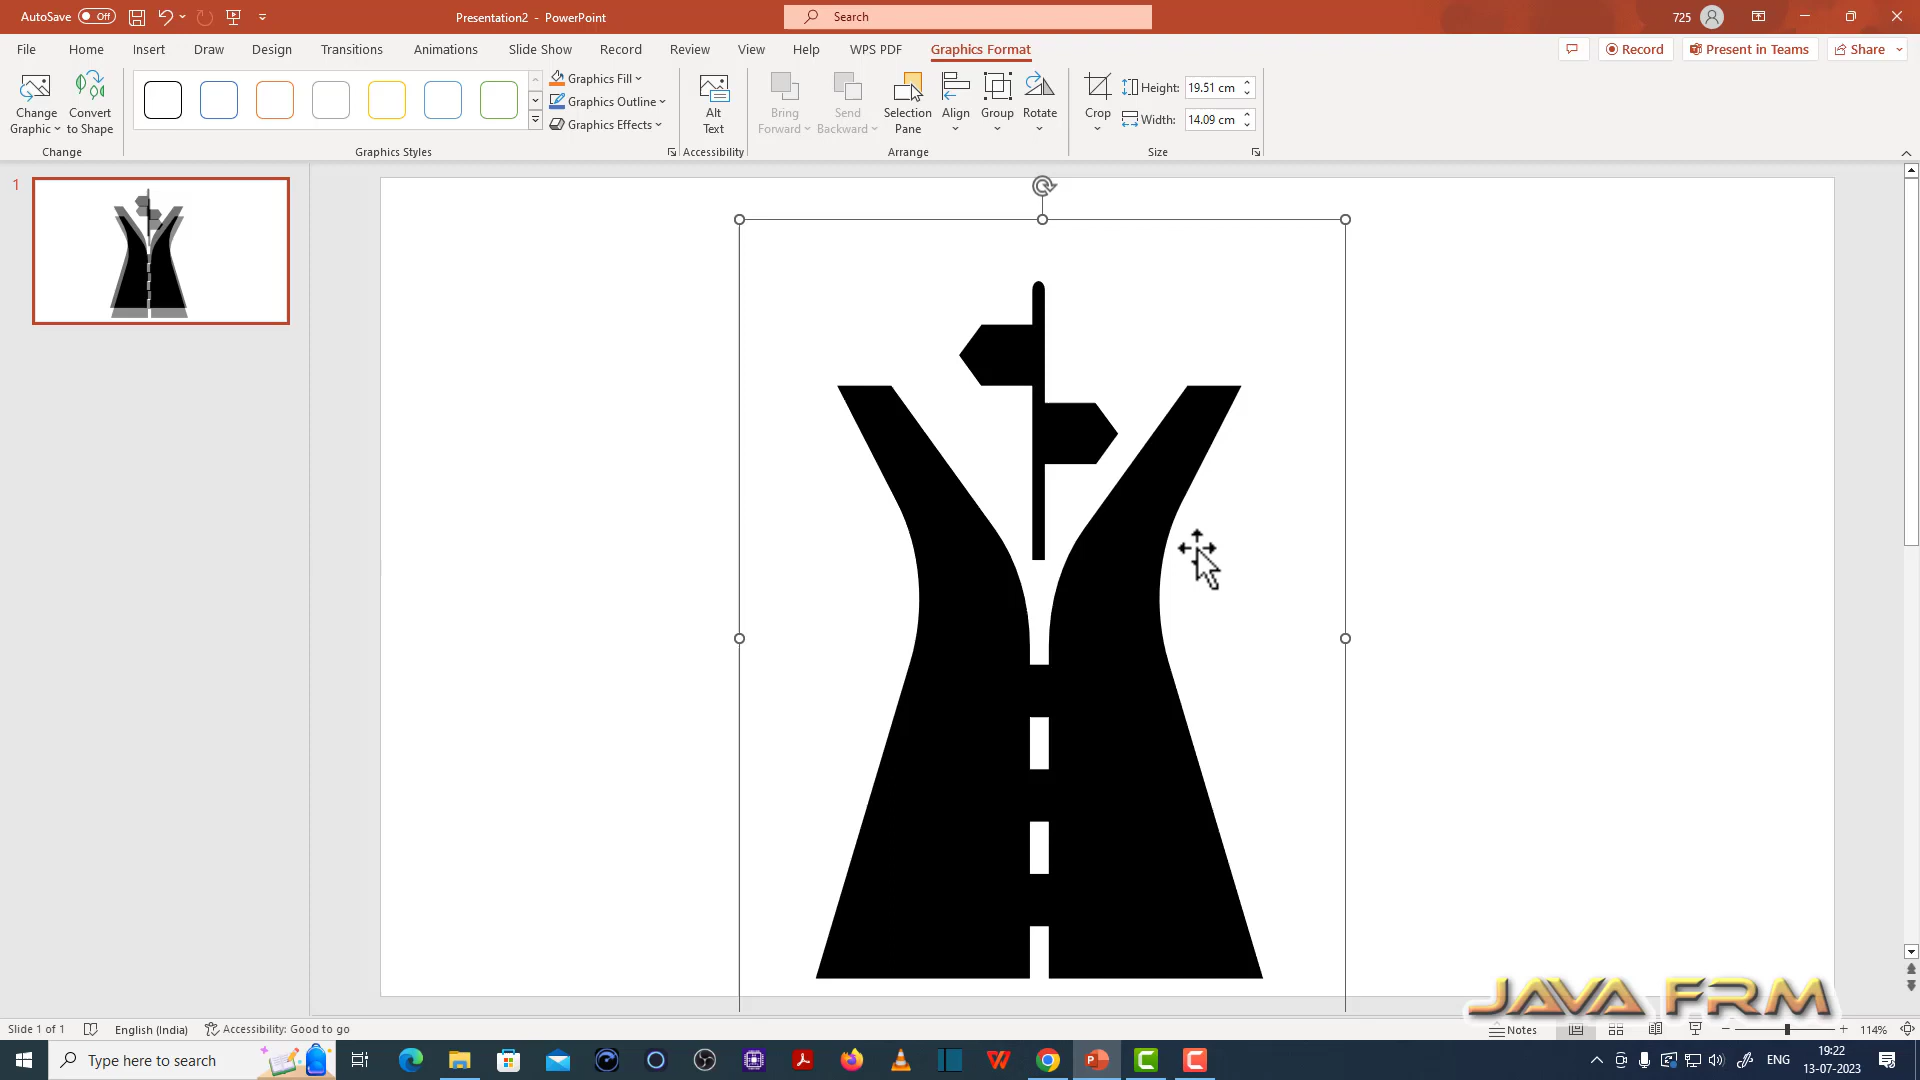 AutoSave Off Presentation2 - PowerPoint Search 725
File Home Insert Draw Design Transitions Animations Slide Show Record Review View Help WPS PDF Graphics Format Record Present in Teams Share
Change Graphic
Convert to Shape
Change
Graphics Fill
Graphics Outline
Graphics Effects
Graphics Styles
Alt Text
Accessibility
Bring Forward
Send Backward
Selection Pane
Align
Group
Rotate
Arrange
Crop
Height: 19.51 cm
Width: 14.09 cm
Size
1
JAVA FRM
Slide 1 of 1 English (India) Accessibility: Good to go Notes 114%
Type here to search ENG 19:22
13-07-2023